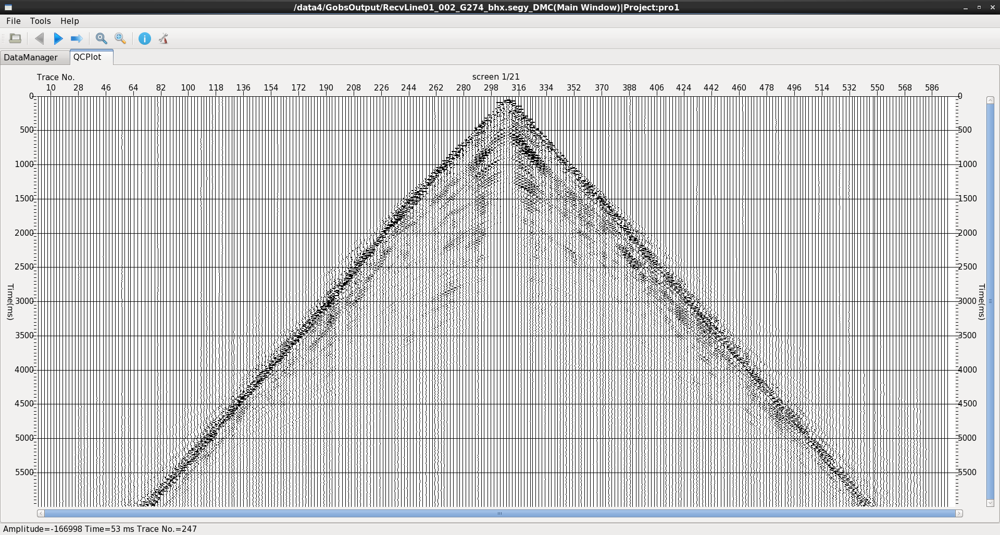 /data4/GobsOutput/RecvLine01_002_G274_bhx.segy_DMC(Main Window)|Project:pro1
File Tools Help
DataManager QCPlot
Trace No. screen 1/21
10 28 46 64 82 100 118 136 154 172 190 208 226 244 262 280 298 316 334 352 370 388 406 424 442 460 478 496 514 532 550 568 586
0 0
500 500
1000 1000
1500 1500
2000 2000
2500 2500
Time(ms) Time(ms)
3000 3000
3500 3500
4000 4000
4500 4500
5000 5000
5500 5500
Amplitude=-166998 Time=53 ms Trace No.=247